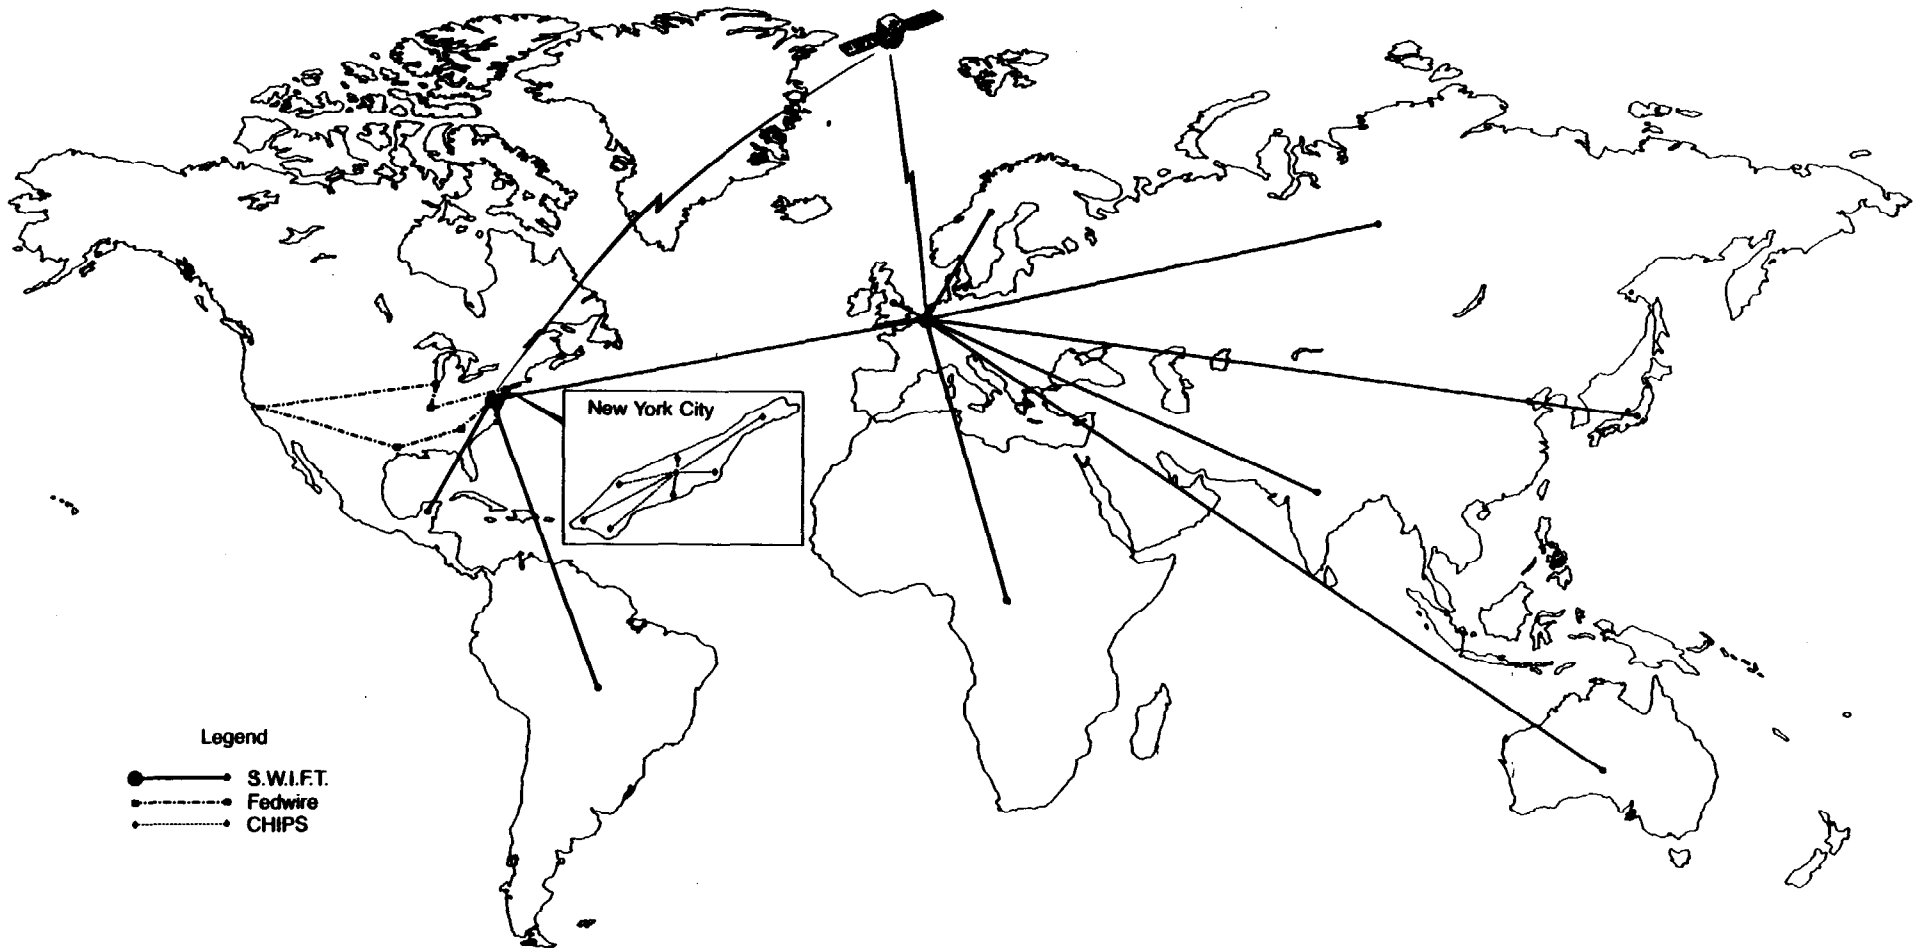 New York City
Legend
S.W.I.F.T.
Fedwire
CHIPS